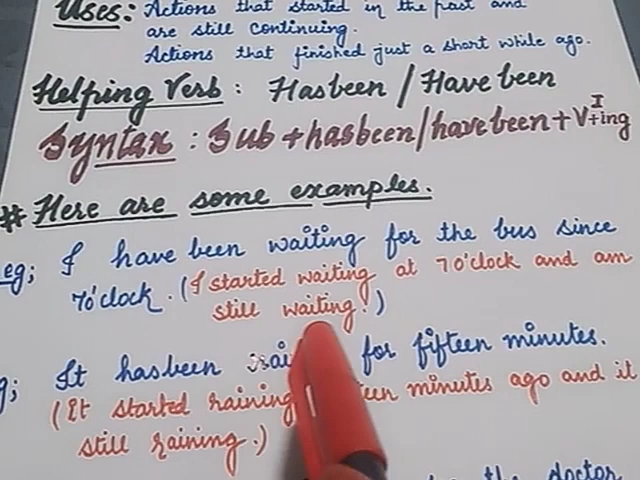 Uses: Actions that started in the past and
are still continuing.
Actions that finished just a short while ago.
Helping Verb : Hasbeen / Have been
Syntax : Sub + hasbeen/have been + V I +ing
# Here are some examples.
eg; I have been waiting for the bus since
7O'clock. (I started waiting at 7O'clock and am
still waiting.)
It hasbeen for fifteen minutes.
(It started raining minutes ago and it
still raining.)
the doctor